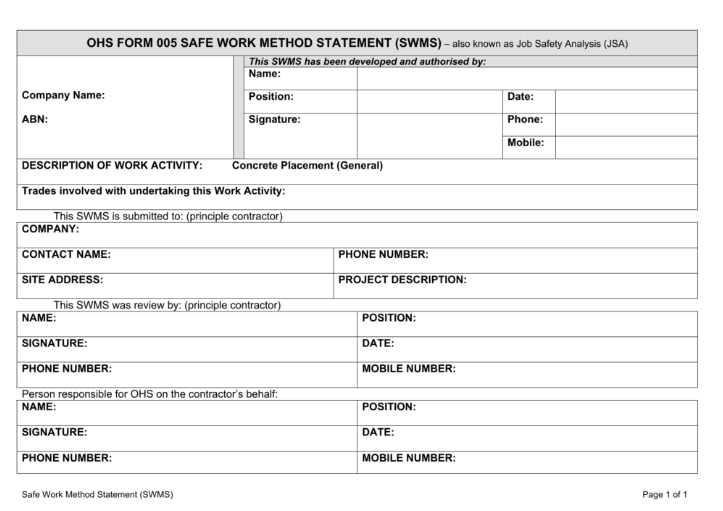 OHS FORM 005 SAFE WORK METHOD STATEMENT (SWMS) – also known as Job Safety Analysis (JSA)
This SWMS has been developed and authorised by:
Name:
Company Name: Position: Date:
ABN: Signature: Phone:
Mobile:
DESCRIPTION OF WORK ACTIVITY: Concrete Placement (General)
Trades involved with undertaking this Work Activity:
This SWMS is submitted to: (principle contractor)
COMPANY:
CONTACT NAME: PHONE NUMBER:
SITE ADDRESS: PROJECT DESCRIPTION:
This SWMS was review by: (principle contractor)
NAME: POSITION:
SIGNATURE: DATE:
PHONE NUMBER: MOBILE NUMBER:
Person responsible for OHS on the contractor's behalf:
NAME: POSITION:
SIGNATURE: DATE:
PHONE NUMBER: MOBILE NUMBER:
Safe Work Method Statement (SWMS) Page 1 of 1